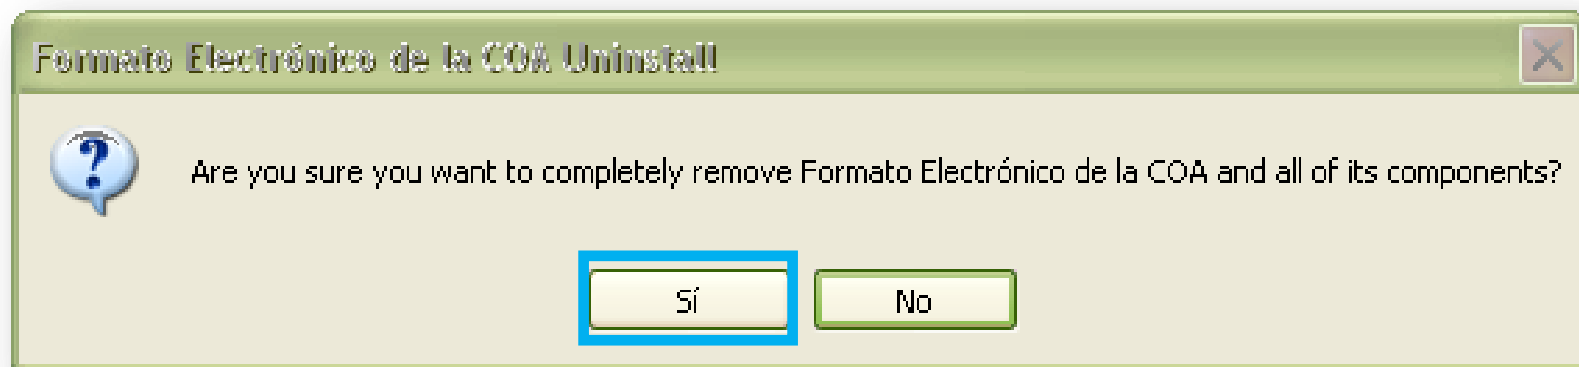 Formato Electrónico de la COA Uninstall
Are you sure you want to completely remove Formato Electrónico de la COA and all of its components?
Sí No